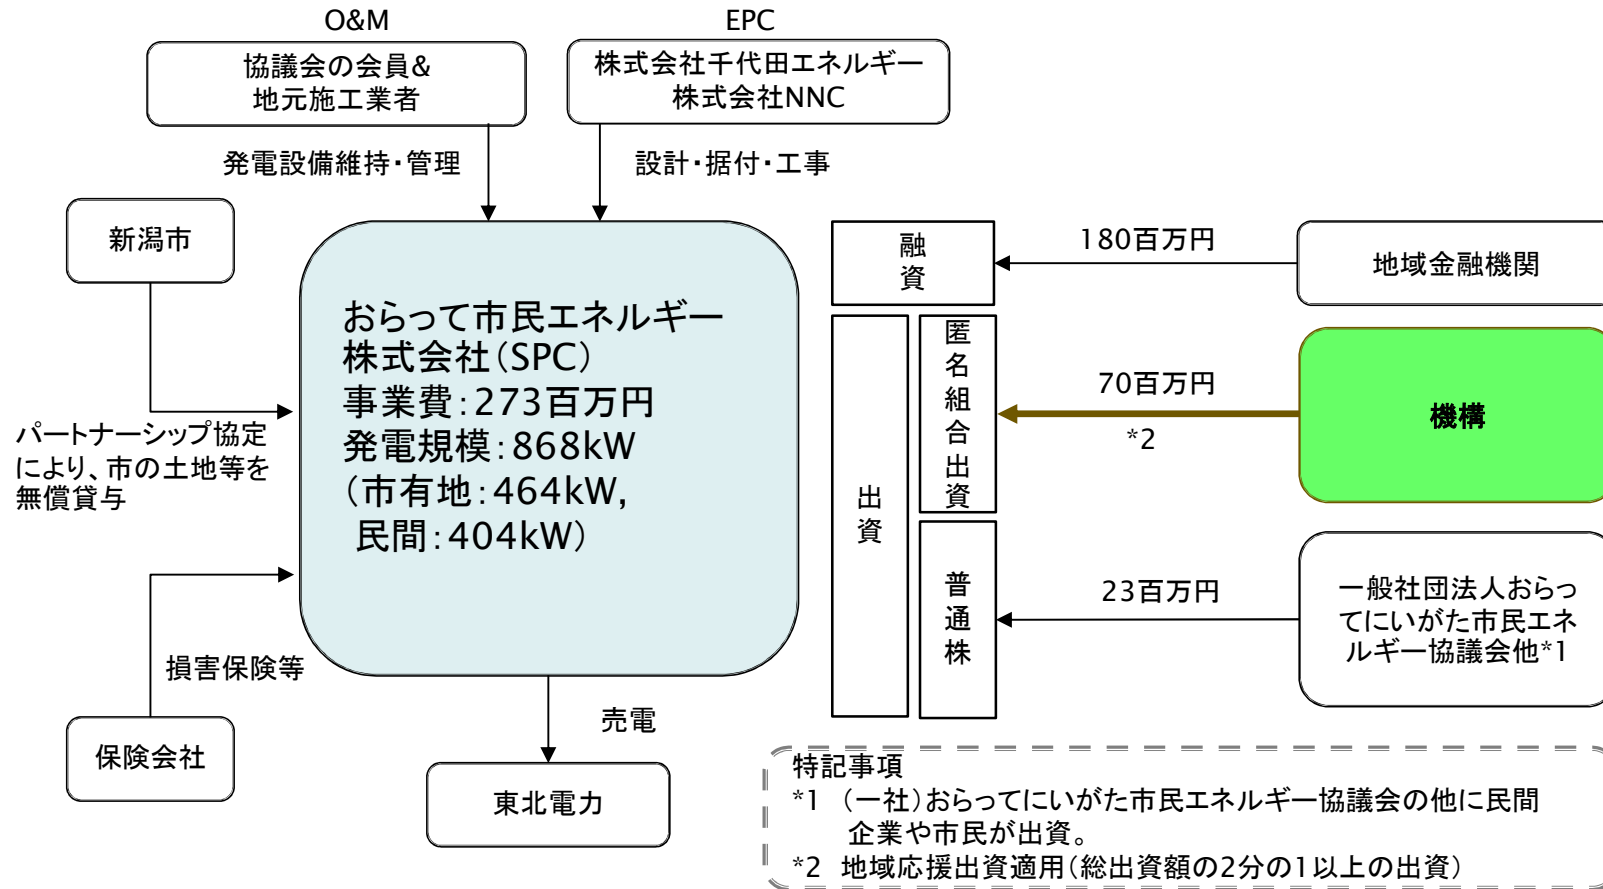 O&M
協議会の会員&
地元施工業者
EPC
株式会社千代田エネルギー
株式会社NNC
発電設備維持・管理
設計・据付・工事
新潟市
パートナーシップ協定
により、市の土地等を
無償貸与
おらって市民エネルギー
株式会社（SPC）
事業費：273百万円
発電規模：868kW
（市有地：464kW,
民間：404kW）
損害保険等
保険会社
売電
東北電力
融資
180百万円
地域金融機関
出資
匿名組合出資
70百万円
*2
機構
普通株
23百万円
一般社団法人おらっ
てにいがた市民エネ
ルギー協議会他*1
特記事項
*1 （一社）おらってにいがた市民エネルギー協議会の他に民間
企業や市民が出資。
*2 地域応援出資適用（総出資額の2分の1以上の出資）